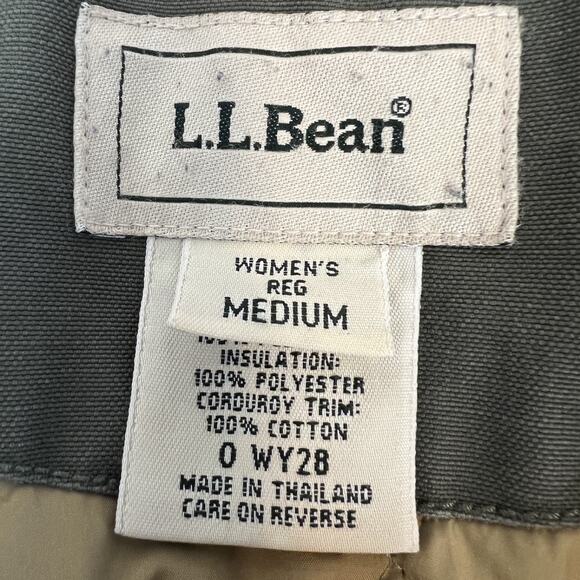 L.L.Bean®
WOMEN'S
REG
MEDIUM
INSULATION:
100% POLYESTER
CORDUROY TRIM:
100% COTTON
0 WY28
MADE IN THAILAND
CARE ON REVERSE